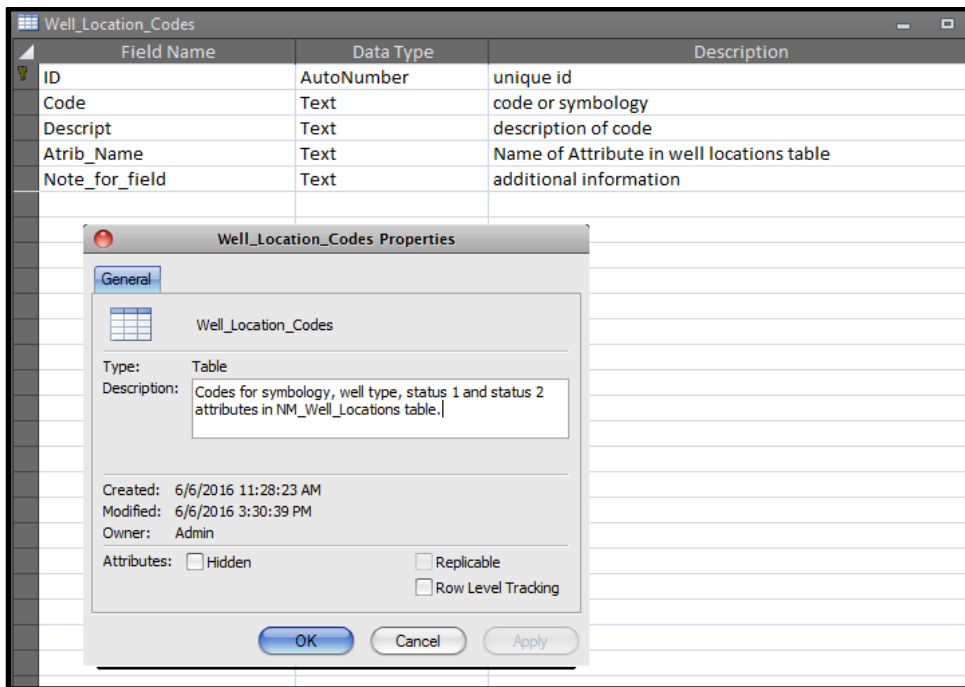 Well_Location_Codes
Field Name Data Type Description
ID AutoNumber unique id
Code Text code or symbology
Descript Text description of code
Atrib_Name Text Name of Attribute in well locations table
Note_for_field Text additional information
Well_Location_Codes Properties
General
Well_Location_Codes
Type: Table
Description: Codes for symbology, well type, status 1 and status 2
attributes in NM_Well_Locations table.
Created: 6/6/2016 11:28:23 AM
Modified: 6/6/2016 3:30:39 PM
Owner: Admin
Attributes: Hidden Replicable
Row Level Tracking
OK Cancel Apply